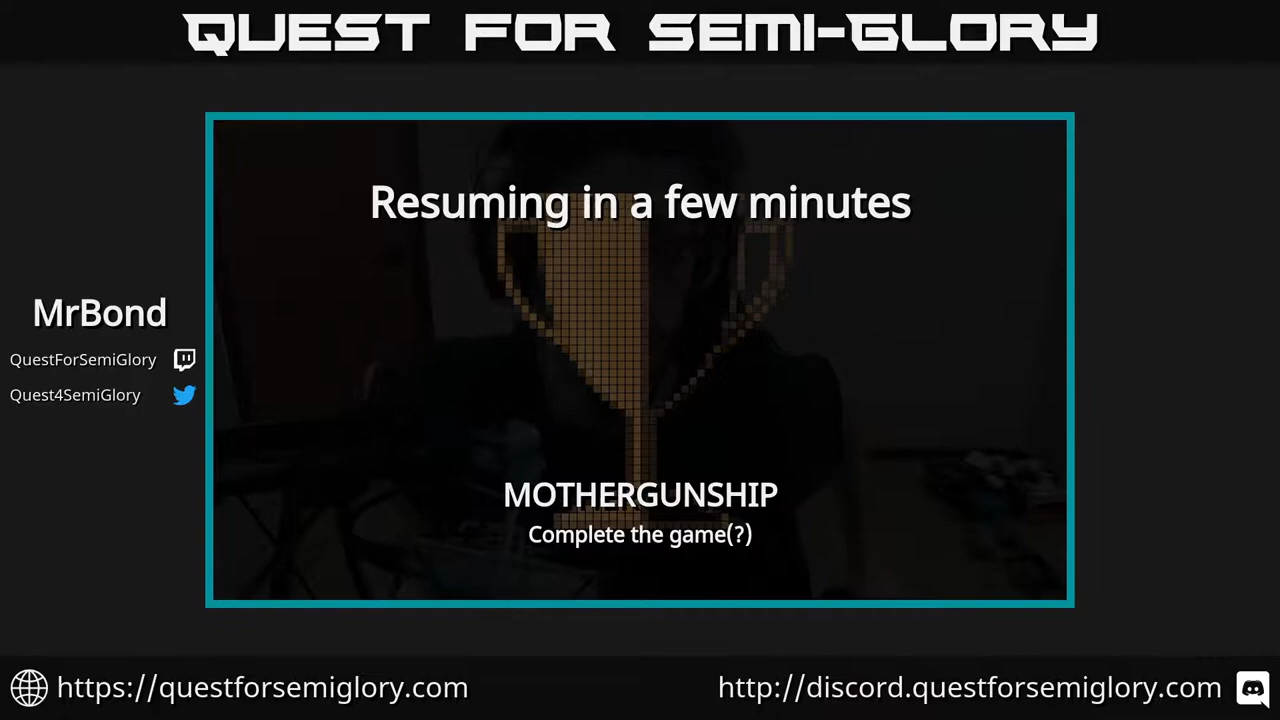 QUEST FOR SEMI-GLORY
Resuming in a few minutes
MrBond
QuestForSemiGlory
Quest4SemiGlory
MOTHERGUNSHIP
Complete the game(?)
https://questforsemiglory.com
http://discord.questforsemiglory.com